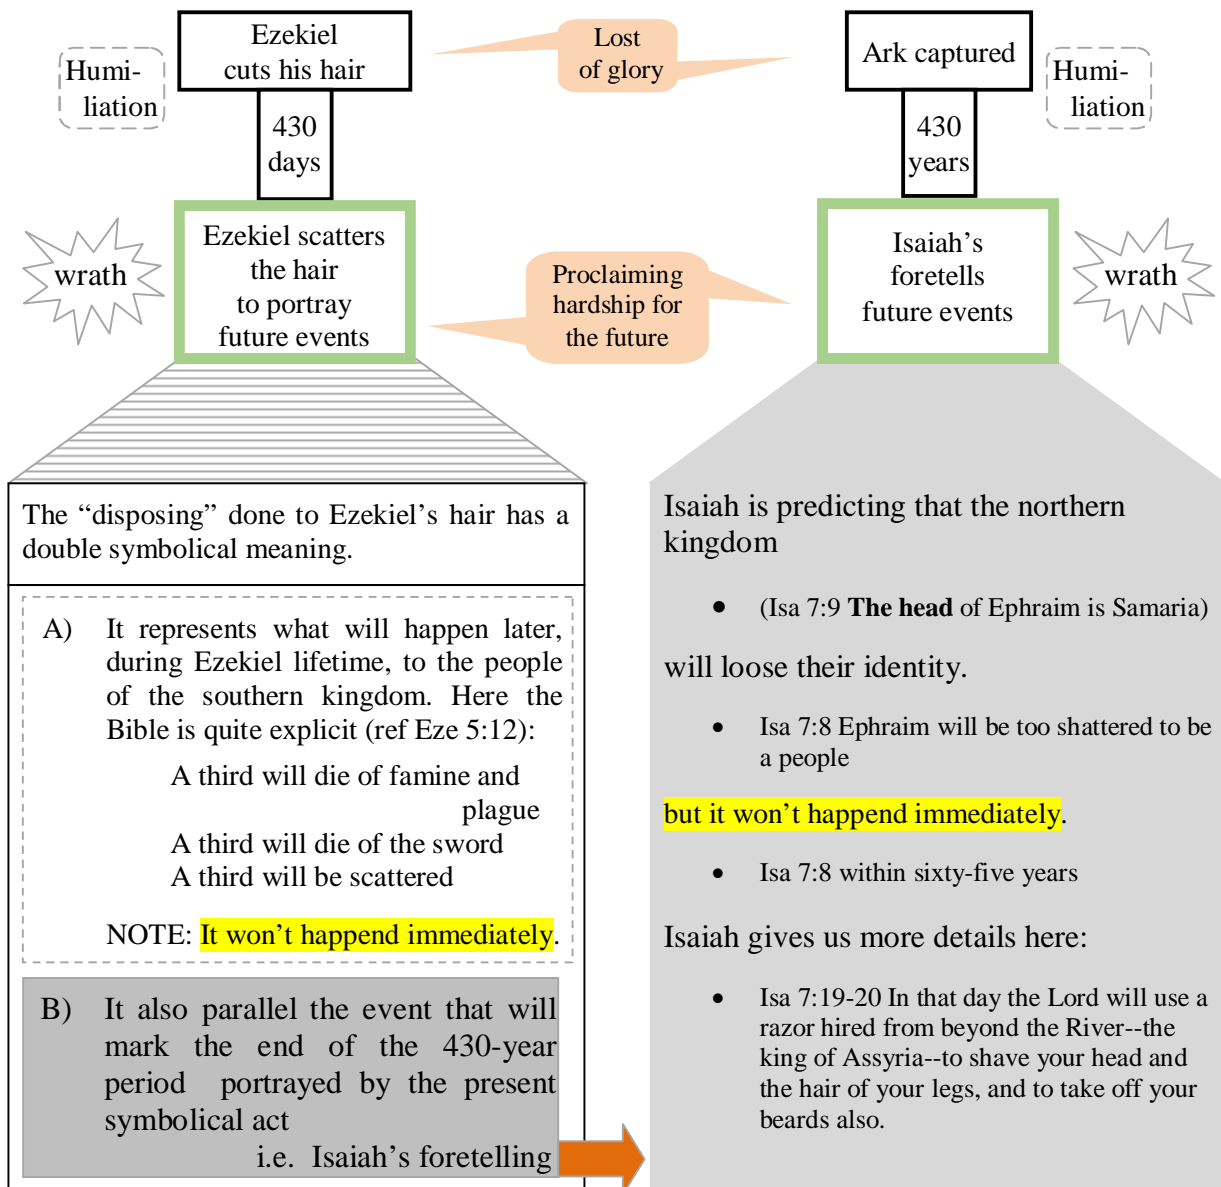 Ezekiel
cuts his hair
Lost
of glory
Ark captured
Humi-
liation
Humi-
liation
430
days
430
years
wrath
Ezekiel scatters
the hair
to portray
future events
Proclaiming
hardship for
the future
Isaiah’s
foretells
future events
wrath
The “disposing” done to Ezekiel’s hair has a
double symbolical meaning.
A) It represents what will happen later,
during Ezekiel lifetime, to the people
of the southern kingdom. Here the
Bible is quite explicit (ref Eze 5:12):
A third will die of famine and
plague
A third will die of the sword
A third will be scattered
NOTE: It won’t happend immediately.
B) It also parallel the event that will
mark the end of the 430-year
period portrayed by the present
symbolical act
i.e. Isaiah’s foretelling
Isaiah is predicting that the northern
kingdom
• (Isa 7:9 The head of Ephraim is Samaria)
will loose their identity.
• Isa 7:8 Ephraim will be too shattered to be
a people
but it won’t happend immediately.
• Isa 7:8 within sixty-five years
Isaiah gives us more details here:
• Isa 7:19-20 In that day the Lord will use a
razor hired from beyond the River--the
king of Assyria--to shave your head and
the hair of your legs, and to take off your
beards also.